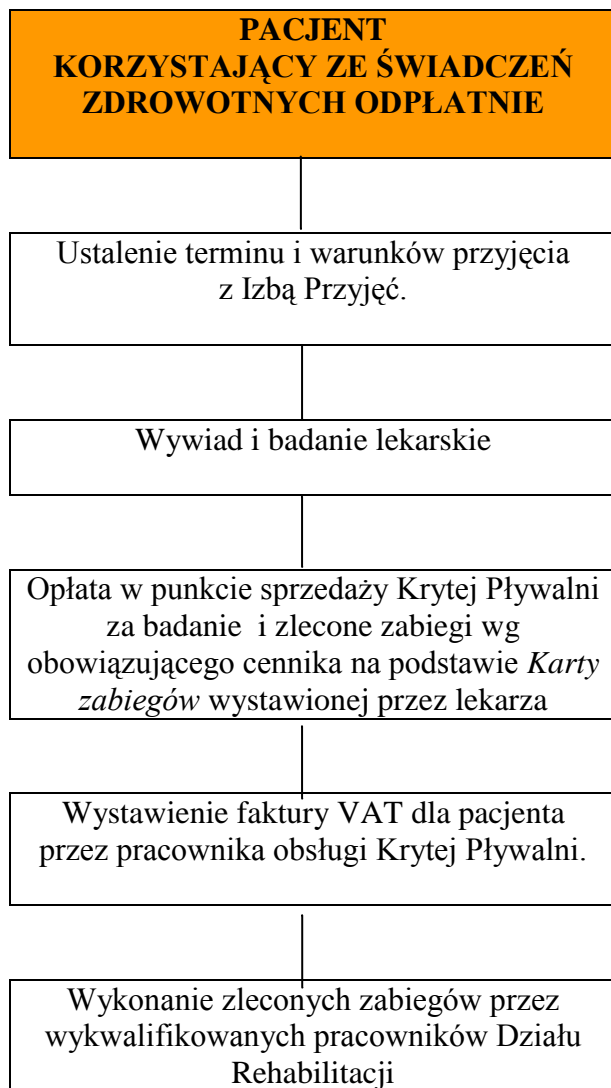 PACJENT
KORZYSTAJĄCY ZE ŚWIADCZEŃ
ZDROWOTNYCH ODPŁATNIE
Ustalenie terminu i warunków przyjęcia
z Izbą Przyjęć.
Wywiad i badanie lekarskie
Opłata w punkcie sprzedaży Krytej Pływalni
za badanie i zlecone zabiegi wg
obowiązującego cennika na podstawie Karty
zabiegów wystawionej przez lekarza
Wystawienie faktury VAT dla pacjenta
przez pracownika obsługi Krytej Pływalni.
Wykonanie zleconych zabiegów przez
wykwalifikowanych pracowników Działu
Rehabilitacji